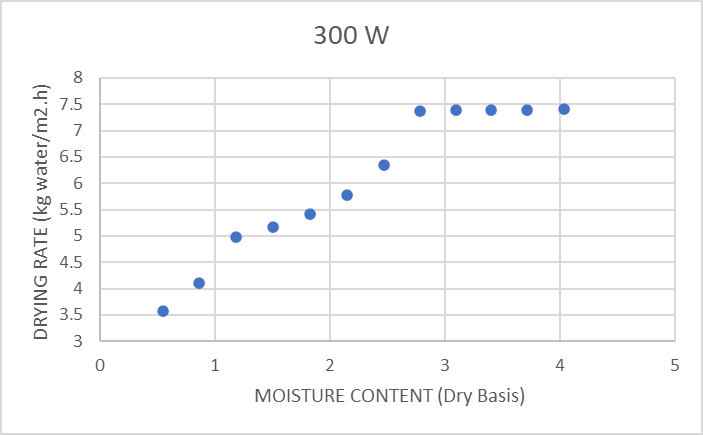 300 W
DRYING RATE (kg water/m2.h)
8
7.5
7
6.5
6
5.5
5
4.5
4
3.5
3
0 1 2 3 4 5
MOISTURE CONTENT (Dry Basis)